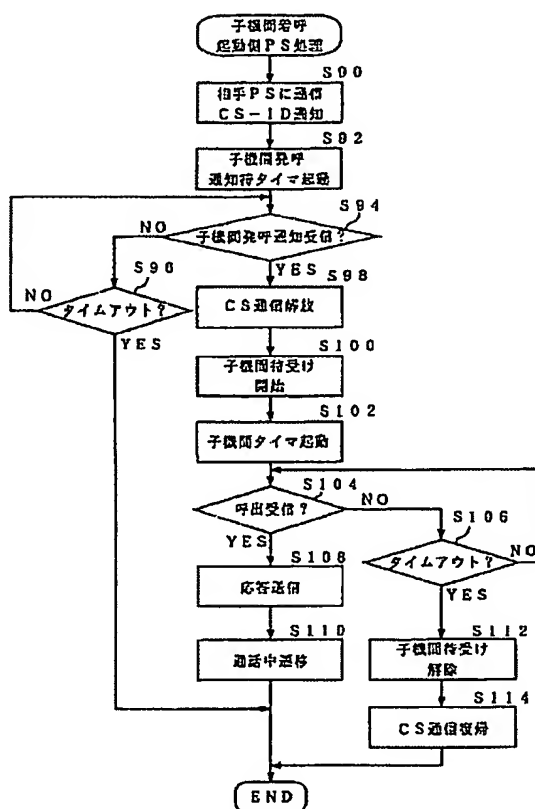 子機間着呼
起動側PS処理
S90
相手PSに通信
CS-ID通知
S92
子機間発呼
通知待タイマ起動
S94
子機間発呼通知受信?
NO
YES
S96
タイムアウト?
NO
YES
S98
CS通信解放
S100
子機間待受け
開始
S102
子機間タイマ起動
S104
呼出受信?
NO
YES
S106
タイムアウト?
NO
YES
S108
応答送信
S110
通話中遷移
S112
子機間待受け
解除
S114
CS通信復帰
END